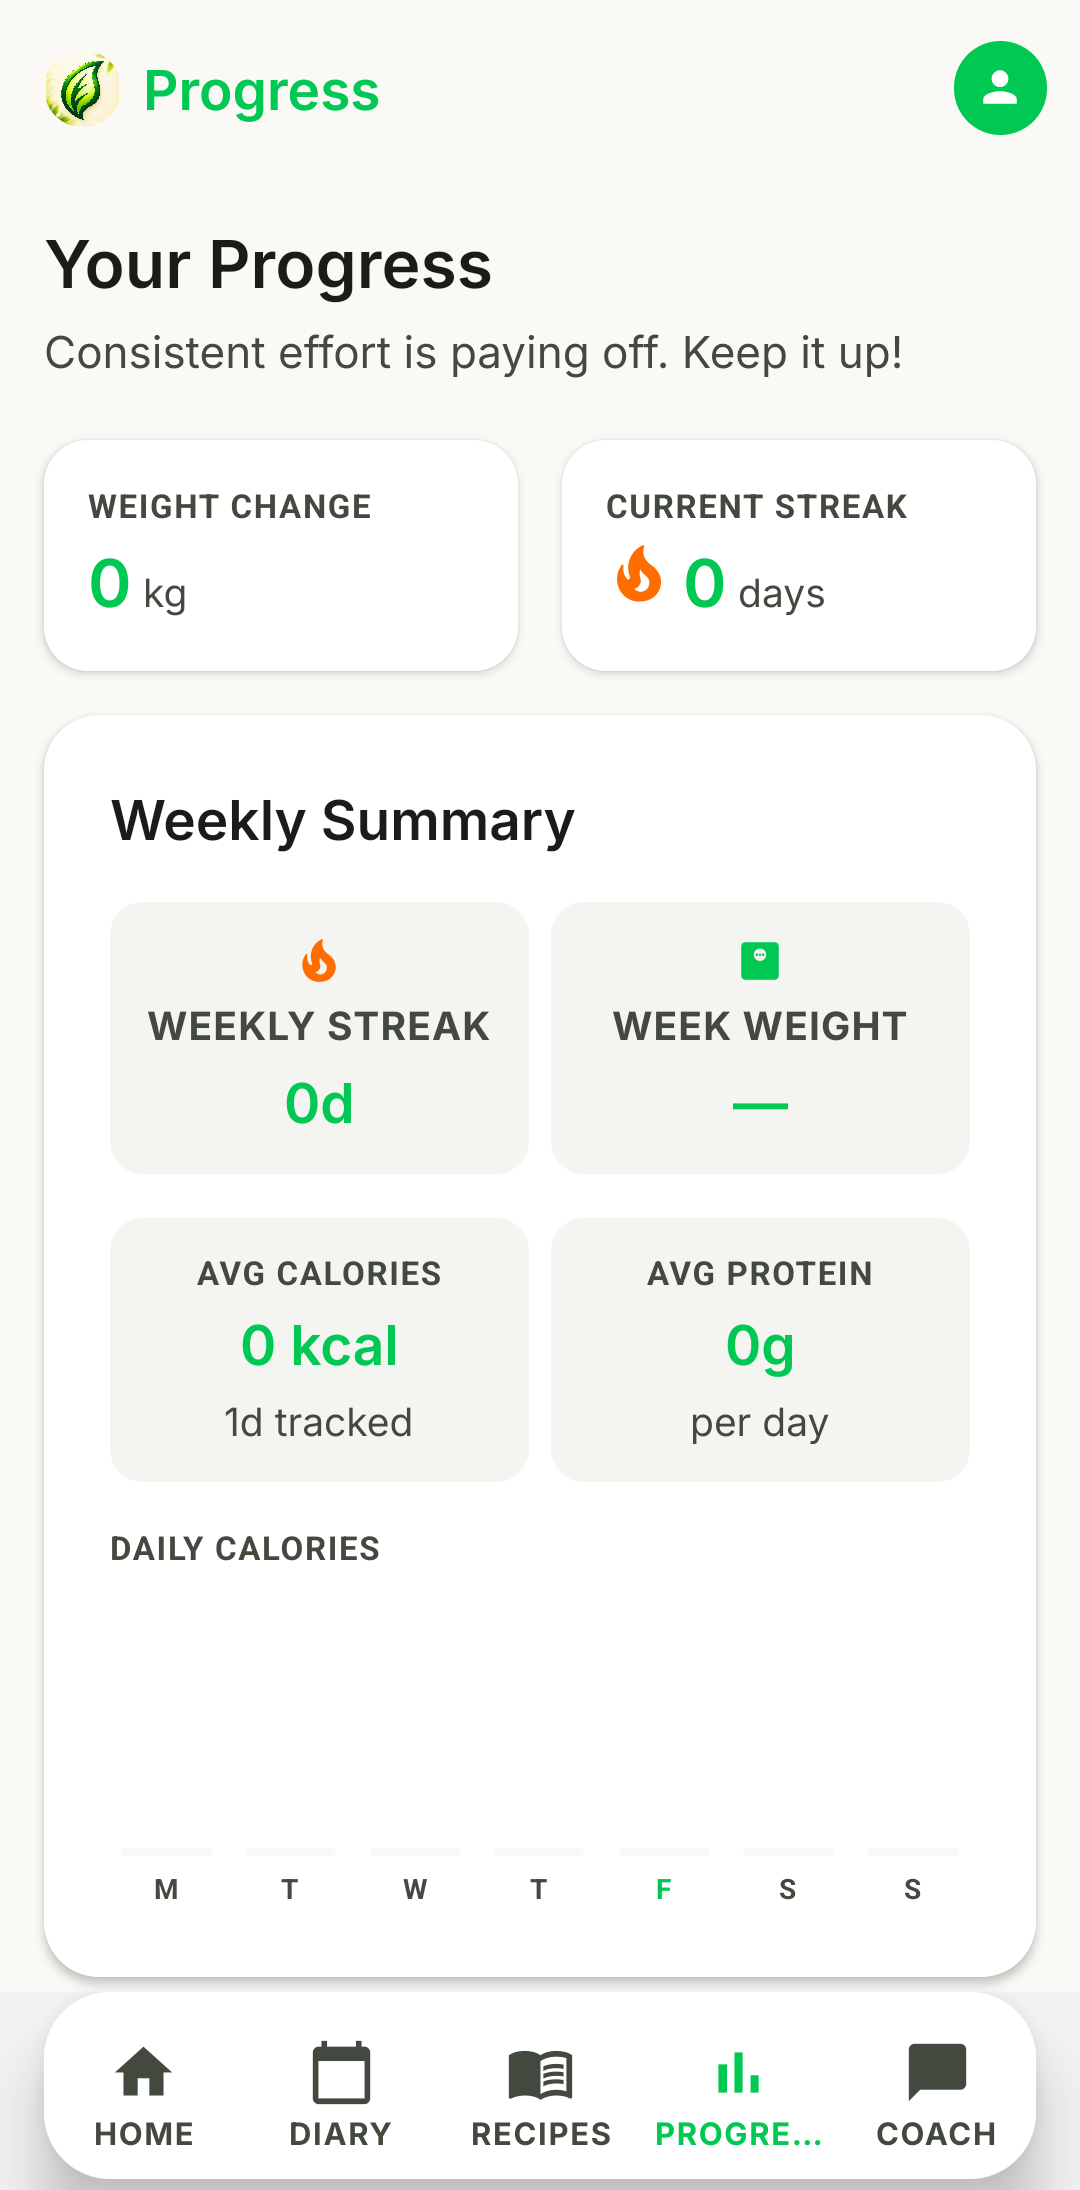 Progress
Your Progress
Consistent effort is paying off. Keep it up!
WEIGHT CHANGE
0 kg
CURRENT STREAK
0 days
Weekly Summary
WEEKLY STREAK
0d
WEEK WEIGHT
—
AVG CALORIES
0 kcal
1d tracked
AVG PROTEIN
0g
per day
DAILY CALORIES
M T W T F S S
HOME DIARY RECIPES PROGRE... COACH